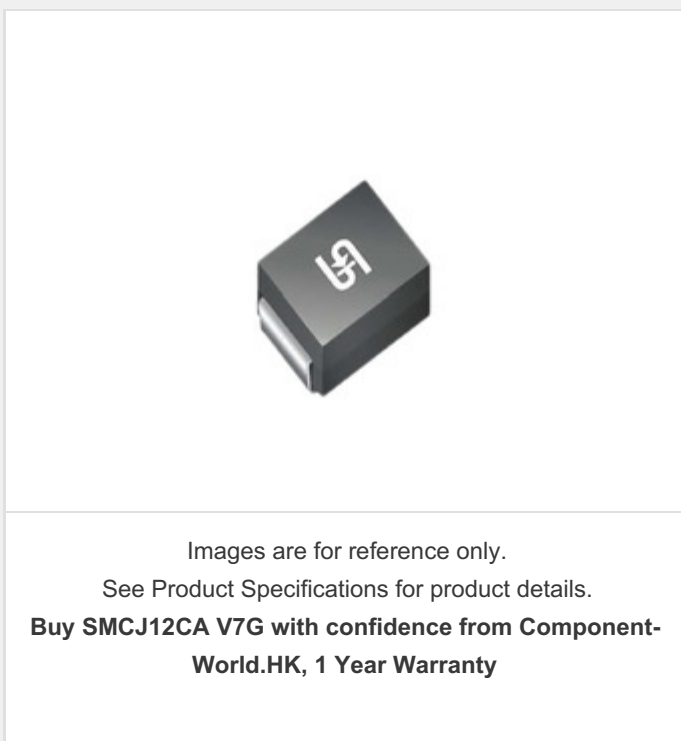 Images are for reference only.
See Product Specifications for product details.
Buy SMCJ12CA V7G with confidence from Component-
World.HK, 1 Year Warranty